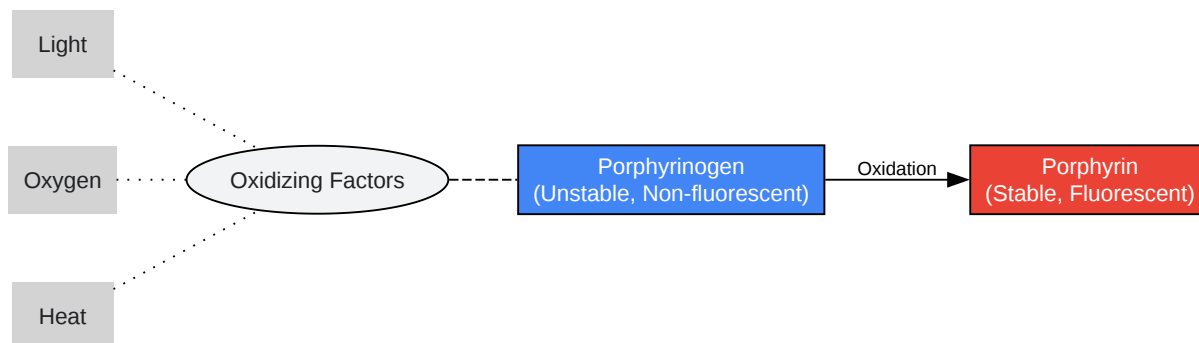 Light
Oxygen
Heat
Oxidizing Factors
Porphyrinogen
(Unstable, Non-fluorescent)
Oxidation
Porphyrin
(Stable, Fluorescent)